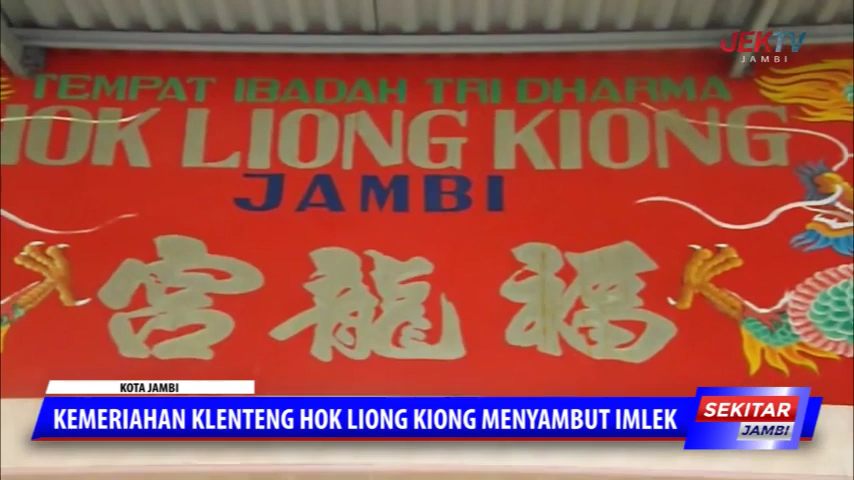 JEKTV
JAMBI
TEMPAT IBADAH TRI DHARMA
HOK LIONG KIONG
JAMBI
宮龍福
KOTA JAMBI
KEMERIAHAN KLENTENG HOK LIONG KIONG MENYAMBUT IMLEK
SEKITAR
JAMBI